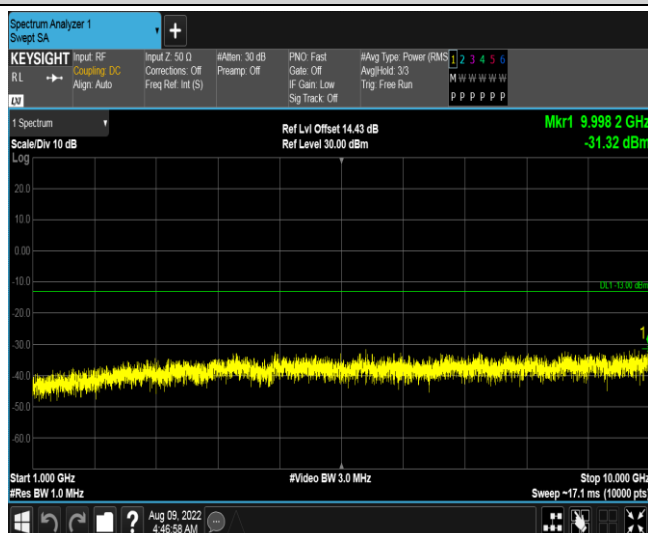 Spectrum Analyzer 1
Swept SA
+
KEYSIGHT
RL
LXI
Input: RF
Coupling: DC
Align: Auto
Input Z: 50 Ω
Corrections: Off
Freq Ref: Int (S)
#Atten: 30 dB
Preamp: Off
PNO: Fast
Gate: Off
IF Gain: Low
Sig Track: Off
#Avg Type: Power (RMS
Avg|Hold: 3/3
Trig: Free Run
1 2 3 4 5 6
M W W W W W
P P P P P P
1 Spectrum
Scale/Div 10 dB
Log
Ref Lvl Offset 14.43 dB
Ref Level 30.00 dBm
Mkr1 9.998 2 GHz
-31.32 dBm
20.0
10.0
0.00
-10.0
DL1 -13.00 dBm
-20.0
1
-30.0
-40.0
-50.0
-60.0
Start 1.000 GHz
#Res BW 1.0 MHz
#Video BW 3.0 MHz
Stop 10.000 GHz
Sweep ~17.1 ms (10000 pts)
?
Aug 09, 2022
4:46:58 AM